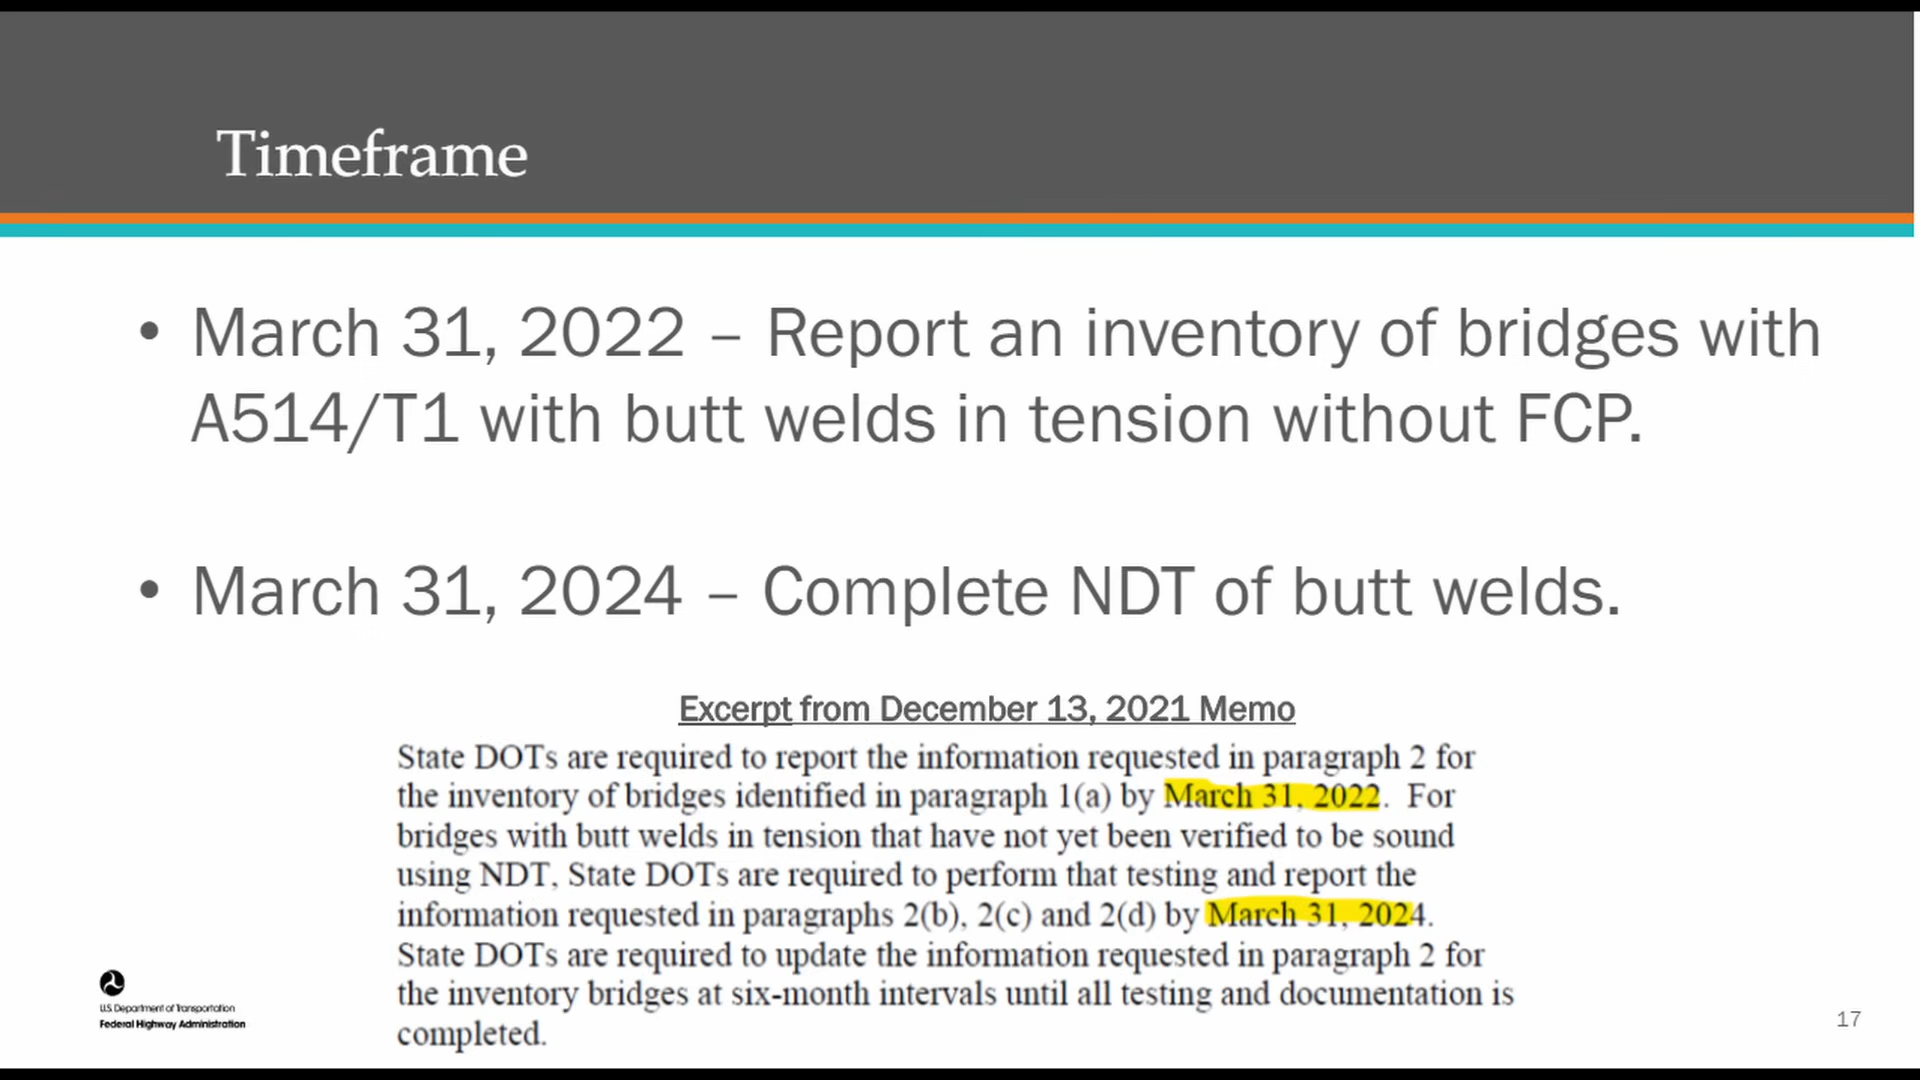 Timeframe
• March 31, 2022 – Report an inventory of bridges with
A514/T1 with butt welds in tension without FCP.
• March 31, 2024 – Complete NDT of butt welds.
Excerpt from December 13, 2021 Memo
State DOTs are required to report the information requested in paragraph 2 for
the inventory of bridges identified in paragraph 1(a) by March 31, 2022.  For
bridges with butt welds in tension that have not yet been verified to be sound
using NDT, State DOTs are required to perform that testing and report the
information requested in paragraphs 2(b), 2(c) and 2(d) by March 31, 2024.
State DOTs are required to update the information requested in paragraph 2 for
the inventory bridges at six-month intervals until all testing and documentation is
completed.
U.S. Department of Transportation
Federal Highway Administration
17